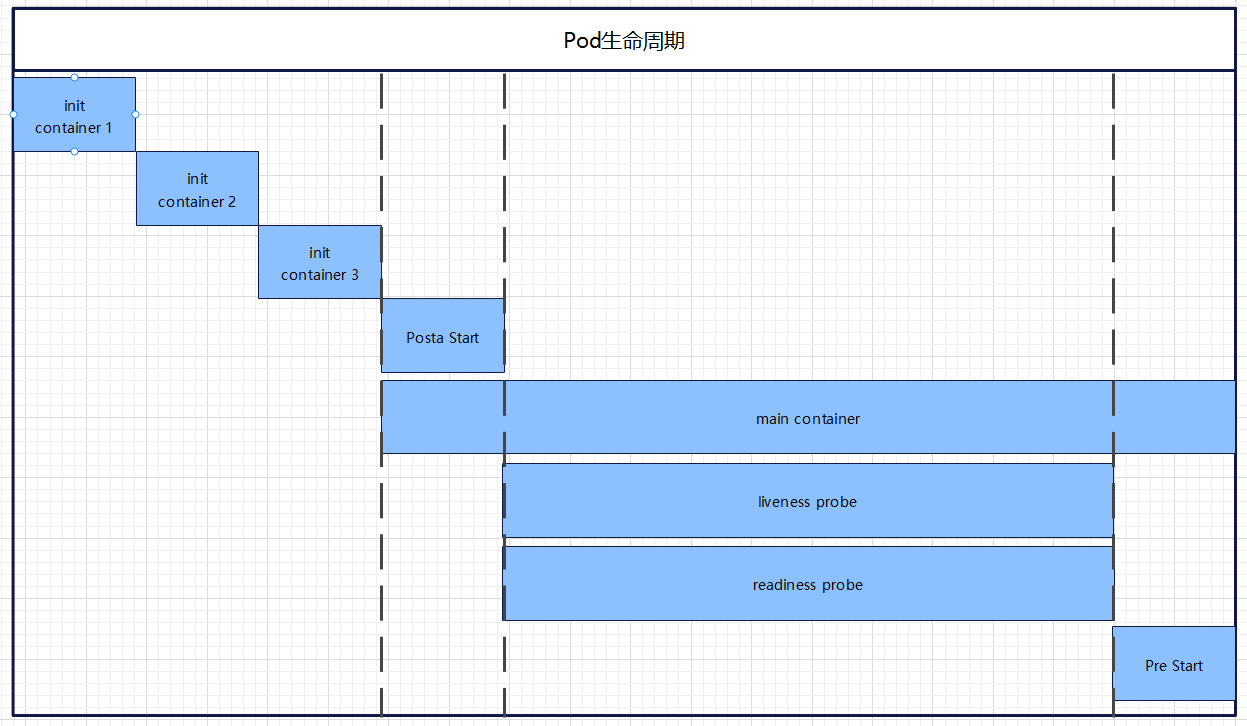 Pod生命周期
init
container 1
init
container 2
init
container 3
Posta Start
main container
liveness probe
readiness probe
Pre Start